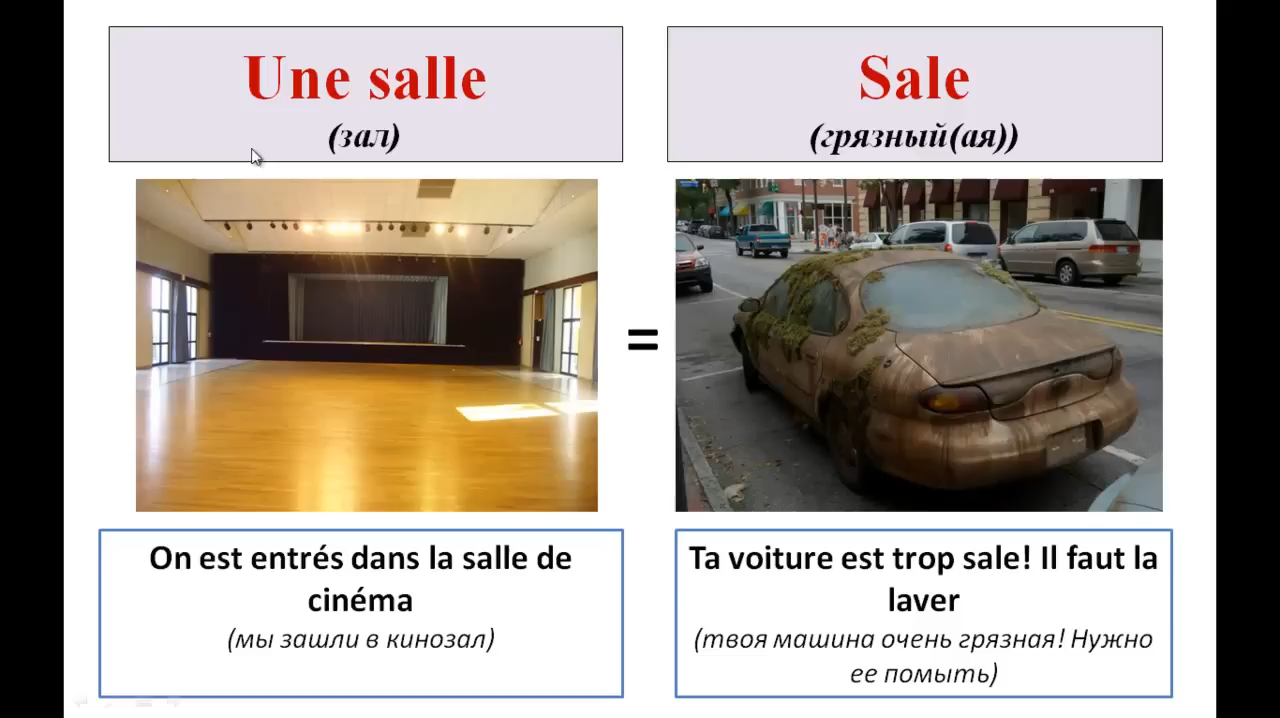 Une salle
(зал)
Sale
(грязный(ая))
=
On est entrés dans la salle de
cinéma
(мы зашли в кинозал)
Ta voiture est trop sale! Il faut la
laver
(твоя машина очень грязная! Нужно
ее помыть)